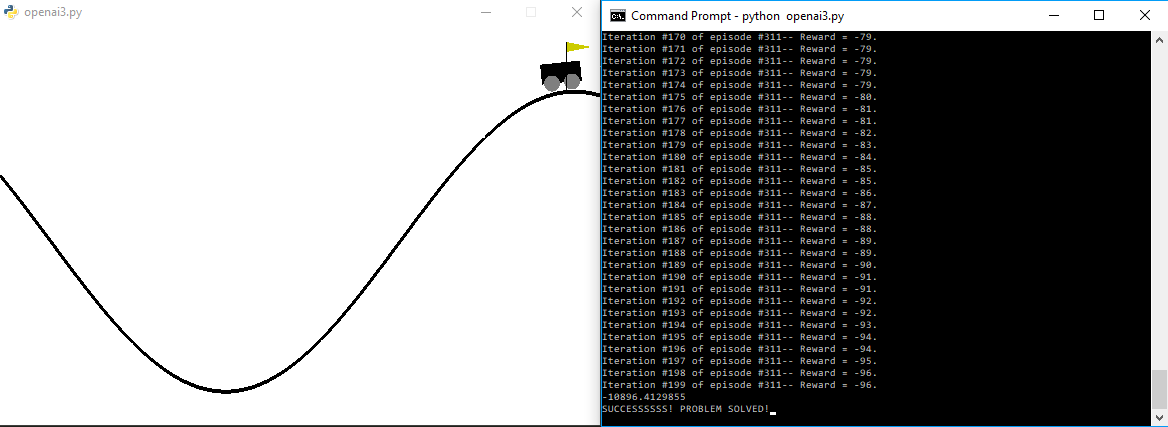 openai3.py
Command Prompt - python  openai3.py
Iteration #170 of episode #311-- Reward = -79.
Iteration #171 of episode #311-- Reward = -79.
Iteration #172 of episode #311-- Reward = -79.
Iteration #173 of episode #311-- Reward = -79.
Iteration #174 of episode #311-- Reward = -79.
Iteration #175 of episode #311-- Reward = -80.
Iteration #176 of episode #311-- Reward = -81.
Iteration #177 of episode #311-- Reward = -81.
Iteration #178 of episode #311-- Reward = -82.
Iteration #179 of episode #311-- Reward = -83.
Iteration #180 of episode #311-- Reward = -84.
Iteration #181 of episode #311-- Reward = -85.
Iteration #182 of episode #311-- Reward = -85.
Iteration #183 of episode #311-- Reward = -86.
Iteration #184 of episode #311-- Reward = -87.
Iteration #185 of episode #311-- Reward = -88.
Iteration #186 of episode #311-- Reward = -88.
Iteration #187 of episode #311-- Reward = -89.
Iteration #188 of episode #311-- Reward = -89.
Iteration #189 of episode #311-- Reward = -90.
Iteration #190 of episode #311-- Reward = -91.
Iteration #191 of episode #311-- Reward = -91.
Iteration #192 of episode #311-- Reward = -92.
Iteration #193 of episode #311-- Reward = -92.
Iteration #194 of episode #311-- Reward = -93.
Iteration #195 of episode #311-- Reward = -94.
Iteration #196 of episode #311-- Reward = -94.
Iteration #197 of episode #311-- Reward = -95.
Iteration #198 of episode #311-- Reward = -96.
Iteration #199 of episode #311-- Reward = -96.
-10896.4129855
SUCCESSSSSS! PROBLEM SOLVED!